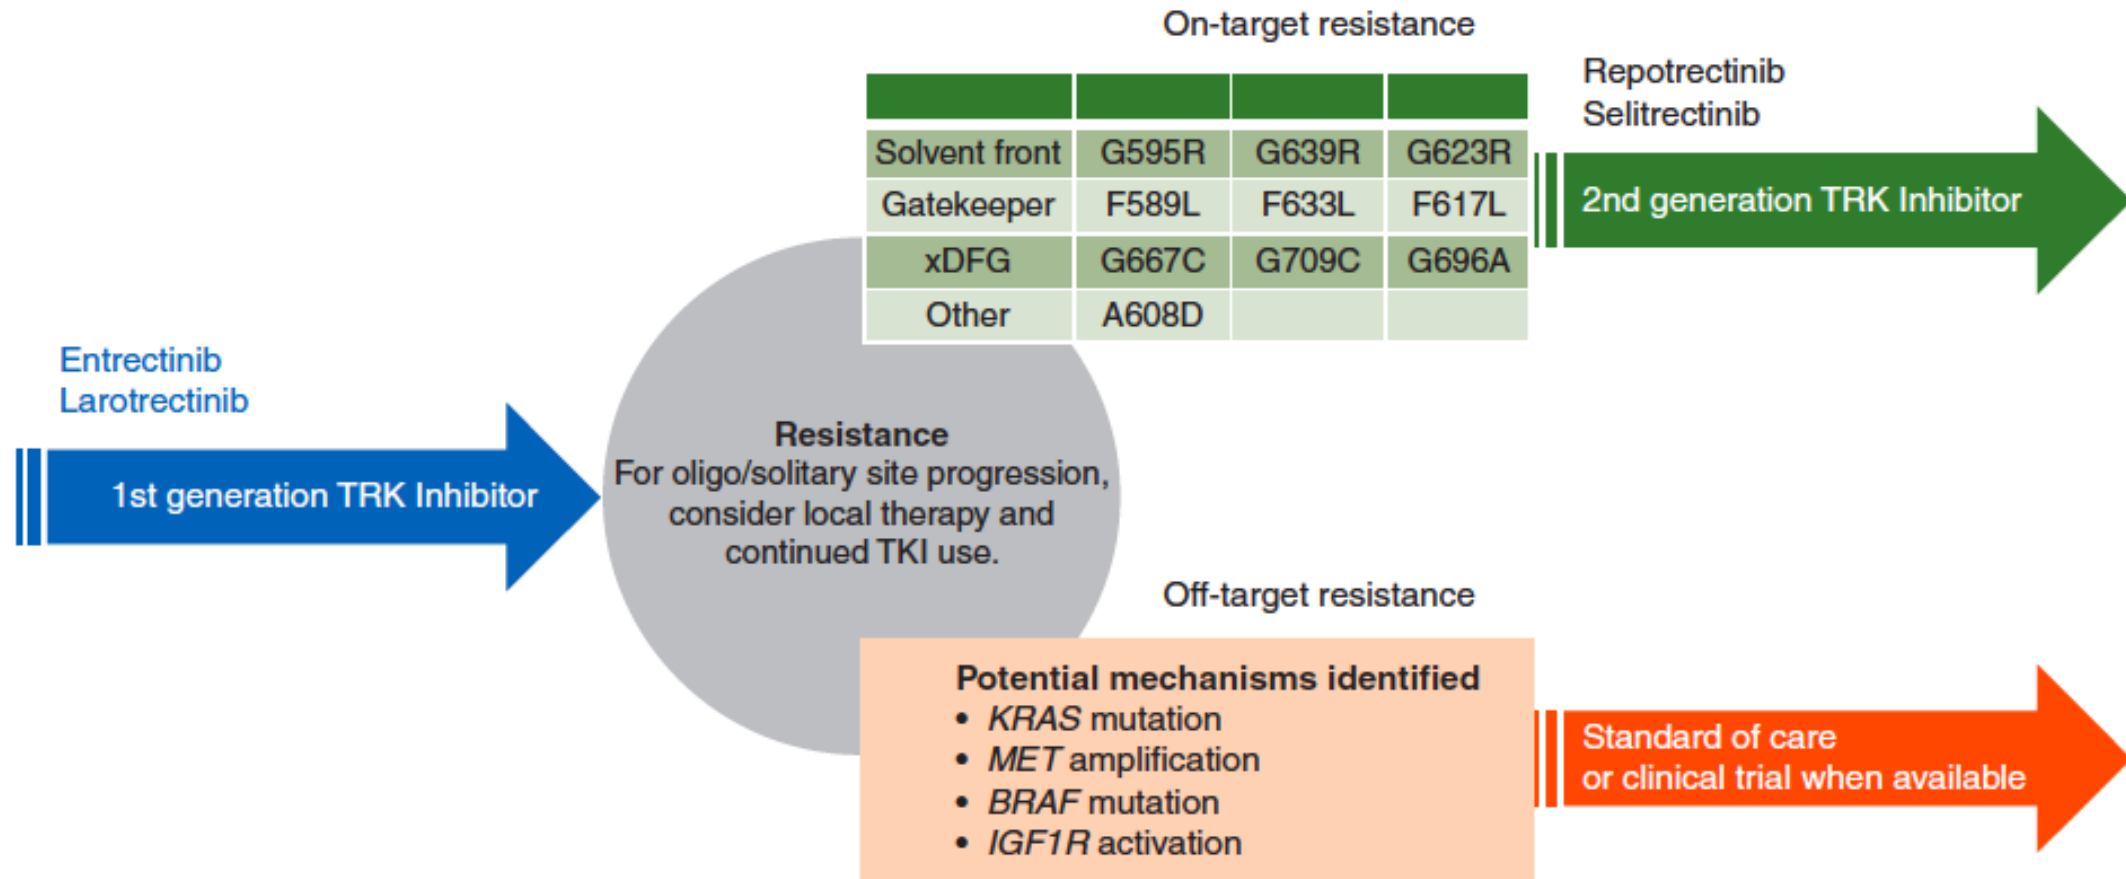 On-target resistance
Solvent front G595R G639R G623R
Gatekeeper F589L F633L F617L
xDFG G667C G709C G696A
Other A608D
Repotrectinib
Selitrectinib
2nd generation TRK Inhibitor
Entrectinib
Larotrectinib
1st generation TRK Inhibitor
Resistance
For oligo/solitary site progression,
consider local therapy and
continued TKI use.
Off-target resistance
Potential mechanisms identified
• KRAS mutation
• MET amplification
• BRAF mutation
• IGF1R activation
Standard of care
or clinical trial when available